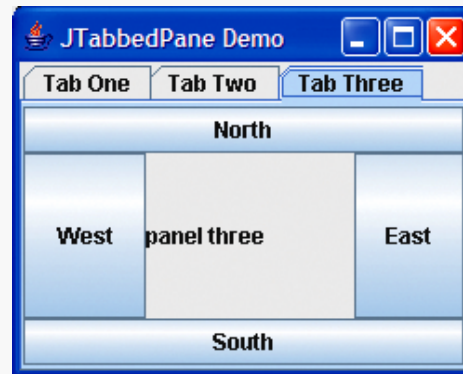 JTabbedPane Demo
Tab One Tab Two Tab Three
North
West panel three East
South